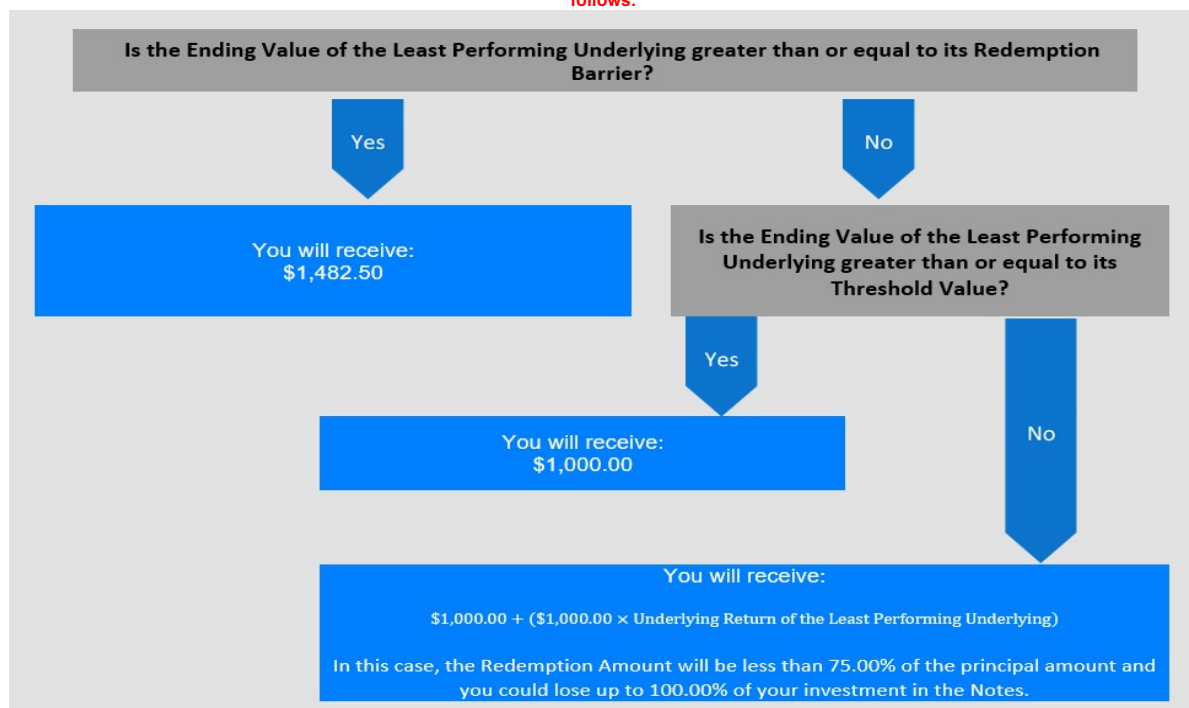 follows:
Is the Ending Value of the Least Performing Underlying greater than or equal to its Redemption
Barrier?
Yes
No
You will receive:
$1,482.50
Is the Ending Value of the Least Performing
Underlying greater than or equal to its
Threshold Value?
Yes
No
You will receive:
$1,000.00
You will receive:
$1,000.00 + ($1,000.00 × Underlying Return of the Least Performing Underlying)
In this case, the Redemption Amount will be less than 75.00% of the principal amount and
you could lose up to 100.00% of your investment in the Notes.